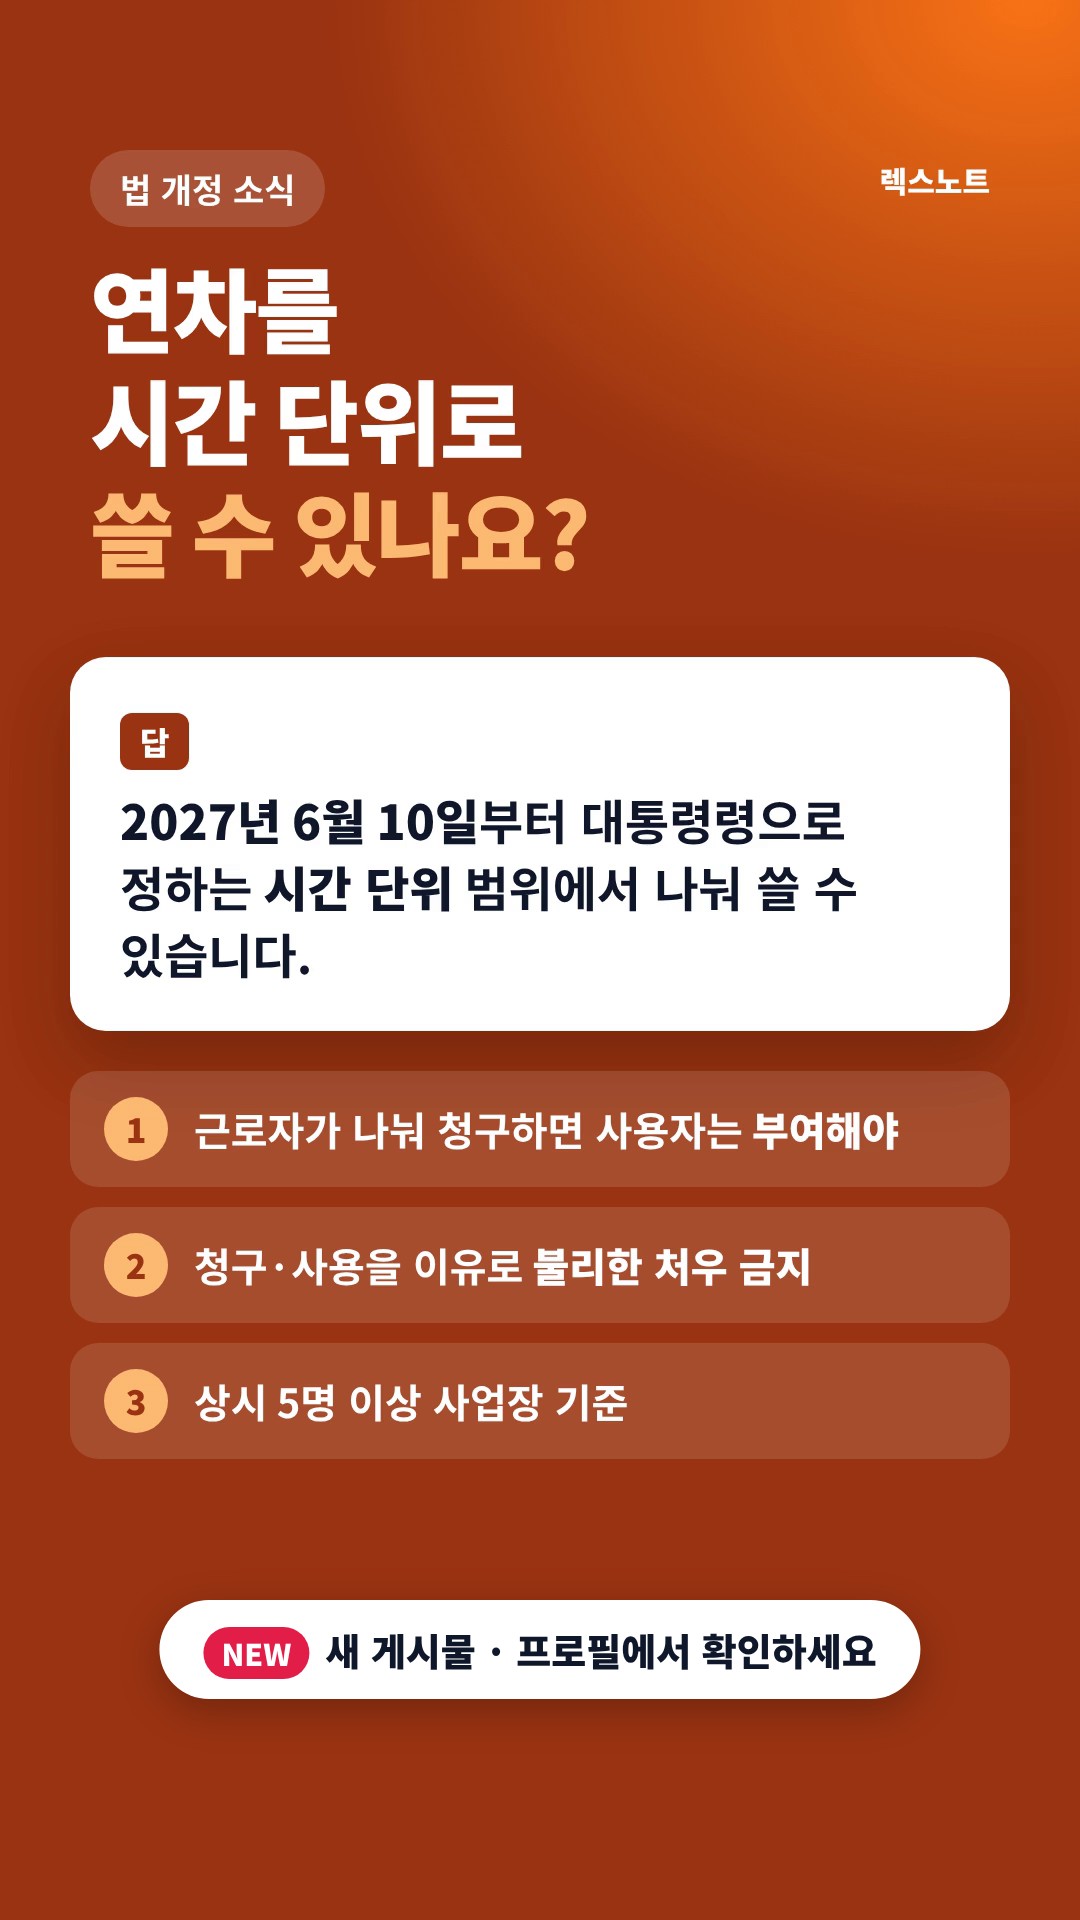 법 개정 소식
렉스노트
연차를
시간 단위로
쓸 수 있나요?
답
2027년 6월 10일부터 대통령령으로
정하는 시간 단위 범위에서 나눠 쓸 수
있습니다.
1 근로자가 나눠 청구하면 사용자는 부여해야
2 청구·사용을 이유로 불리한 처우 금지
3 상시 5명 이상 사업장 기준
NEW 새 게시물 · 프로필에서 확인하세요